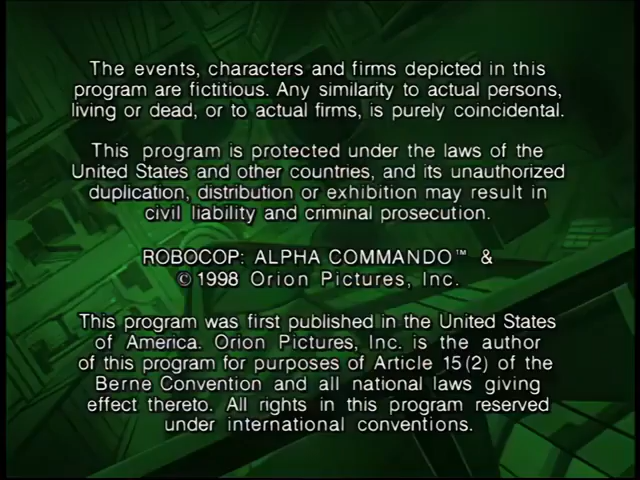 The events, characters and firms depicted in this
program are fictitious. Any similarity to actual persons,
living or dead, or to actual firms, is purely coincidental.
This program is protected under the laws of the
United States and other countries, and its unauthorized
duplication, distribution or exhibition may result in
civil liability and criminal prosecution.
ROBOCOP: ALPHA COMMANDO™ &
© 1998 Orion Pictures, Inc.
This program was first published in the United States
of America. Orion Pictures, Inc. is the author
of this program for purposes of Article 15(2) of the
Berne Convention and all national laws giving
effect thereto. All rights in this program reserved
under international conventions.